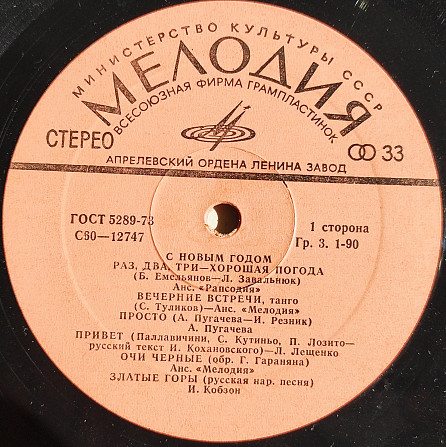 МИНИСТЕРСТВО КУЛЬТУРЫ СССР
МЕЛОДИЯ
ВСЕСОЮЗНАЯ ФИРМА ГРАМПЛАСТИНОК
СТЕРЕО
33
АПРЕЛЕВСКИЙ ОРДЕНА ЛЕНИНА ЗАВОД
ГОСТ 5289-73
1 сторона
С60—12747
Гр. 3. 1-90
С НОВЫМ ГОДОМ
РАЗ, ДВА, ТРИ—ХОРОШАЯ ПОГОДА
(Б. Емельянов—Л. Завальнюк)
Анс. «Рапсодия»
ВЕЧЕРНИЕ ВСТРЕЧИ, танго
(С. Туликов)—Анс. «Мелодия»
ПРОСТО (А. Пугачева—И. Резник)
А. Пугачева
ПРИВЕТ (Паллавичини, С. Кутиньо, П. Лозито—
русский текст И. Кохановского)—Л. Лещенко
ОЧИ ЧЕРНЫЕ (обр. Г. Гараняна)
Анс. «Мелодия»
ЗЛАТЫЕ ГОРЫ (русская нар. песня)
И. Кобзон